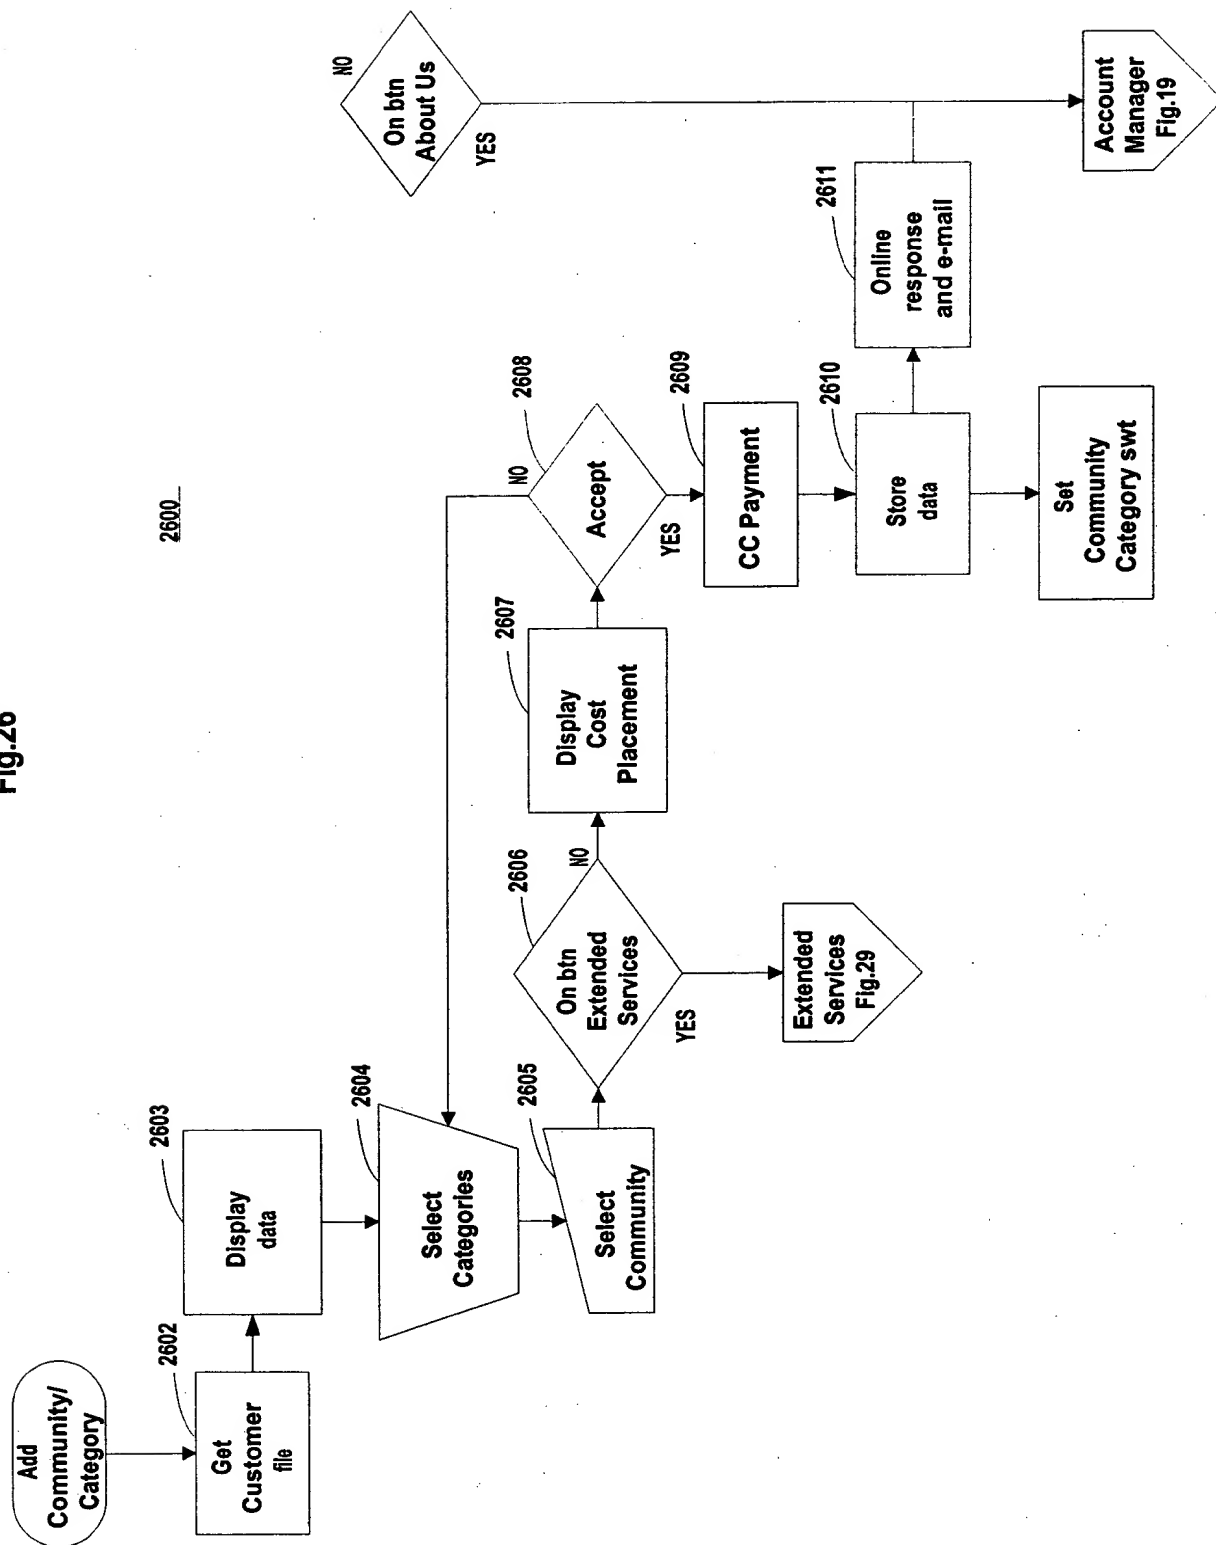 Fig.26
2600
Add
Community/
Category
2602
Get
Customer
file
2603
Display
data
2604
Select
Categories
2605
Select
Community
2606
On btn
Extended
Services
NO
YES
Extended
Services
Fig.29
2607
Display
Cost
Placement
2608
Accept
NO
YES
2609
CC Payment
2610
Store
data
Set
Community
Category swt
2611
Online
response
and e-mail
On btn
About Us
NO
YES
Account
Manager
Fig.19